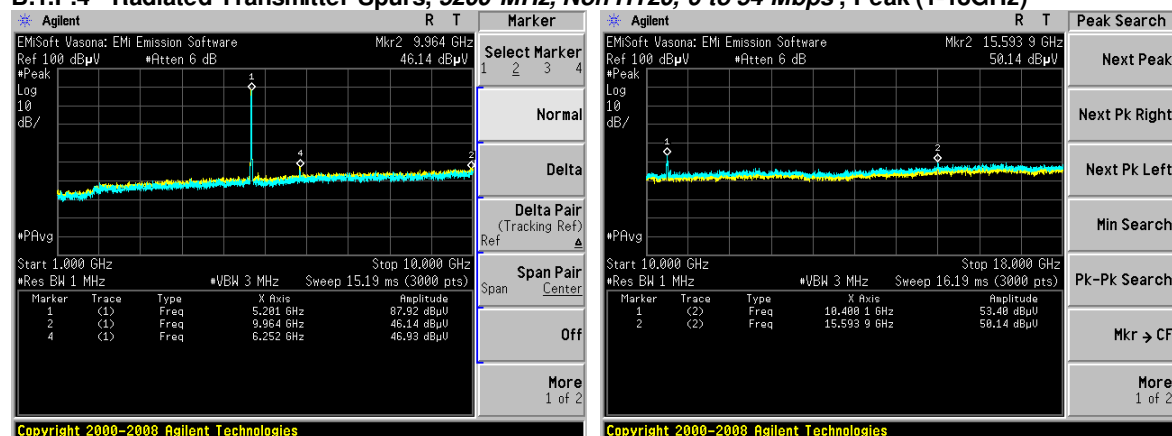 B.1.P.4 Radiated Transmitter Spurs, 5200 MHz, Non HT20, 6 to 54 Mbps , Peak (1-18GHz)
Agilent R T
EMiSoft Vasona: EMi Emission Software Mkr2 9.964 GHz
Ref 100 dBµV #Atten 6 dB 46.14 dBµV
#Peak
Log
10
dB/
1
4
2
#PAvg
Start 1.000 GHz Stop 10.000 GHz
#Res BW 1 MHz #VBW 3 MHz Sweep 15.19 ms (3000 pts)
Marker Trace Type X Axis Amplitude
1 (1) Freq 5.201 GHz 87.92 dBµV
2 (1) Freq 9.964 GHz 46.14 dBµV
4 (1) Freq 6.252 GHz 46.93 dBµV
Copyright 2000-2008 Agilent Technologies
Marker
Select Marker
1 2 3 4
Normal
Delta
Delta Pair
(Tracking Ref)
Ref Δ
Span Pair
Span Center
Off
More
1 of 2
Agilent R T
EMiSoft Vasona: EMi Emission Software Mkr2 15.593 9 GHz
Ref 100 dBµV #Atten 6 dB 50.14 dBµV
#Peak
Log
10
dB/
1
2
#PAvg
Start 10.000 GHz Stop 18.000 GHz
#Res BW 1 MHz #VBW 3 MHz Sweep 16.19 ms (3000 pts)
Marker Trace Type X Axis Amplitude
1 (2) Freq 10.400 1 GHz 53.40 dBµV
2 (2) Freq 15.593 9 GHz 50.14 dBµV
Copyright 2000-2008 Agilent Technologies
Peak Search
Next Peak
Next Pk Right
Next Pk Left
Min Search
Pk-Pk Search
Mkr → CF
More
1 of 2